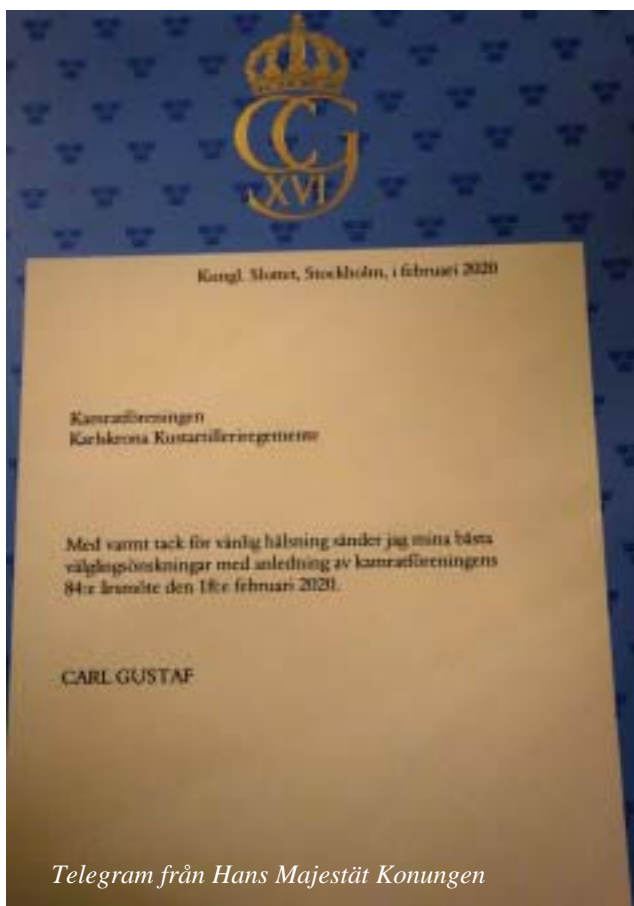 CG
XVI
Kungl. Slottet, Stockholm, i februari 2020
Kamratföreningen
Karlskrona Kustartilleriregemente
Med varmt tack för vänlig hälsning sänder jag mina bästa
välgångsönskningar med anledning av kamratföreningens
84:e årsmöte den 18:e februari 2020.
CARL GUSTAF
Telegram från Hans Majestät Konungen